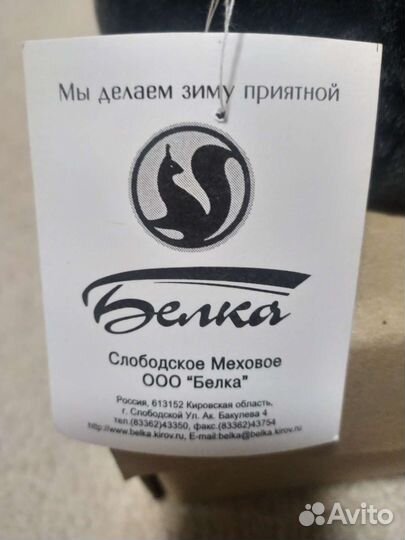 Мы делаем зиму приятной
Белка
Слободское Меховое
ООО "Белка"
Россия, 613152 Кировская область,
г. Слободской Ул. Ак. Бакулева 4
тел.(83362)43350, факс.(83362)43754
http://www.belka.kirov.ru, E-mail:belka@belka.kirov.ru
Avito